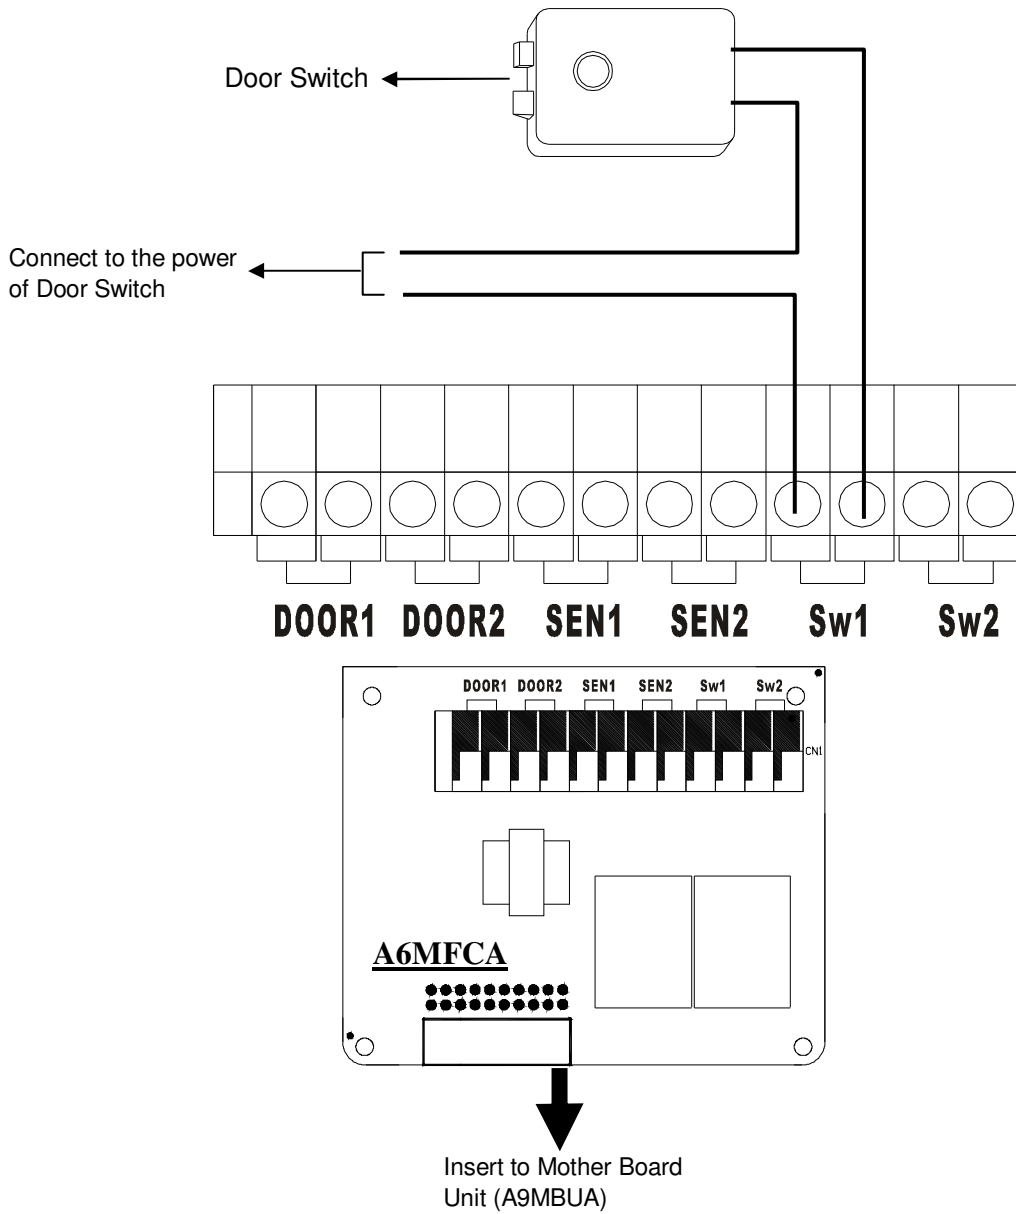 Door Switch
Connect to the power
of Door Switch
DOOR1 DOOR2 SEN1 SEN2 Sw1 Sw2
DOOR1 DOOR2 SEN1 SEN2 Sw1 Sw2
CN1
A6MFCA
Insert to Mother Board
Unit (A9MBUA)